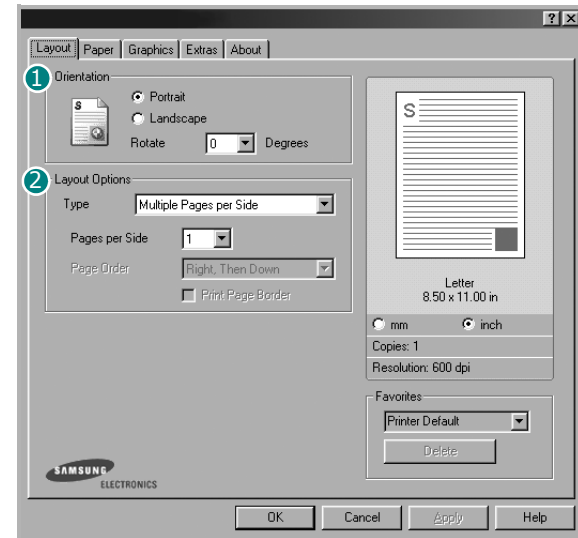 Layout Paper Graphics Extras About
1 Orientation
S
Portrait
Landscape
Rotate 0 Degrees
2 Layout Options
Type Multiple Pages per Side
Pages per Side 1
Page Order Right, Then Down
Print Page Border
S
Letter
8.50 x 11.00 in
mm inch
Copies: 1
Resolution: 600 dpi
Favorites
Printer Default
Delete
SAMSUNG
ELECTRONICS
OK Cancel Apply Help